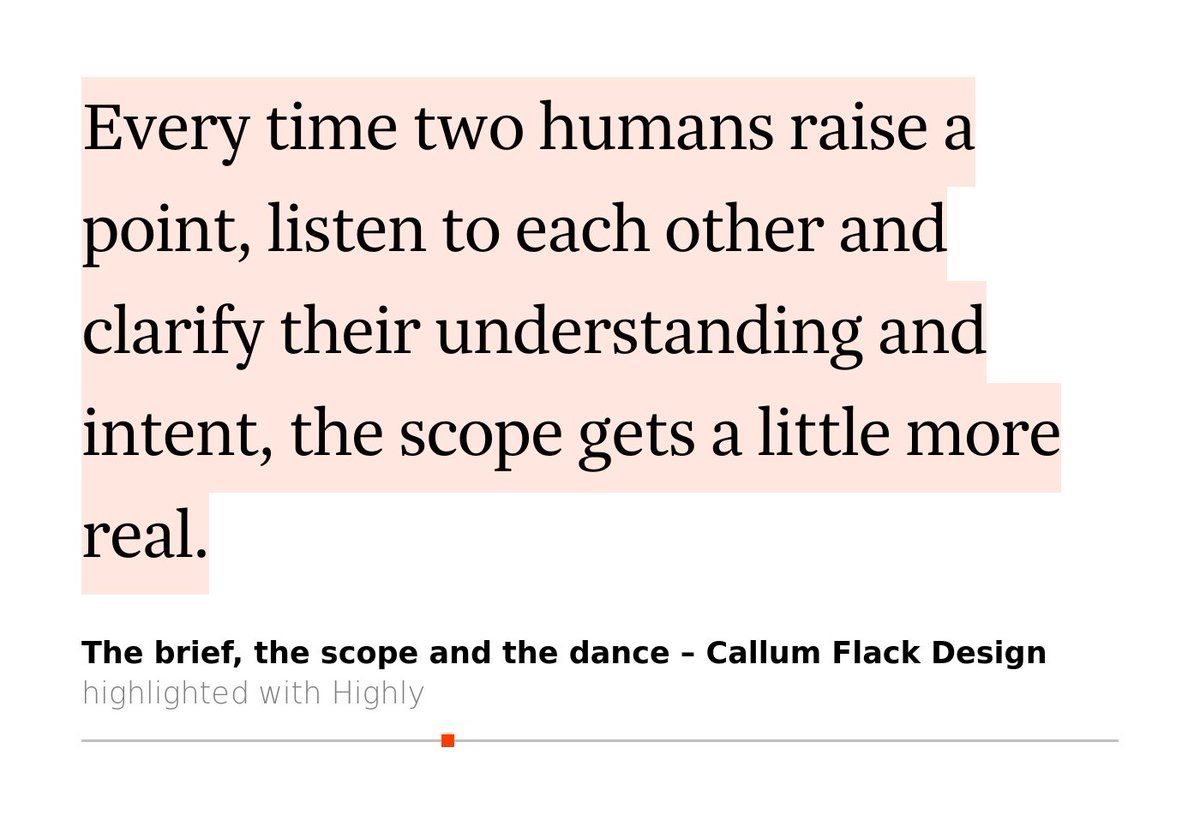 Every time two humans raise a
point, listen to each other and
clarify their understanding and
intent, the scope gets a little more
real.
The brief, the scope and the dance – Callum Flack Design
highlighted with Highly